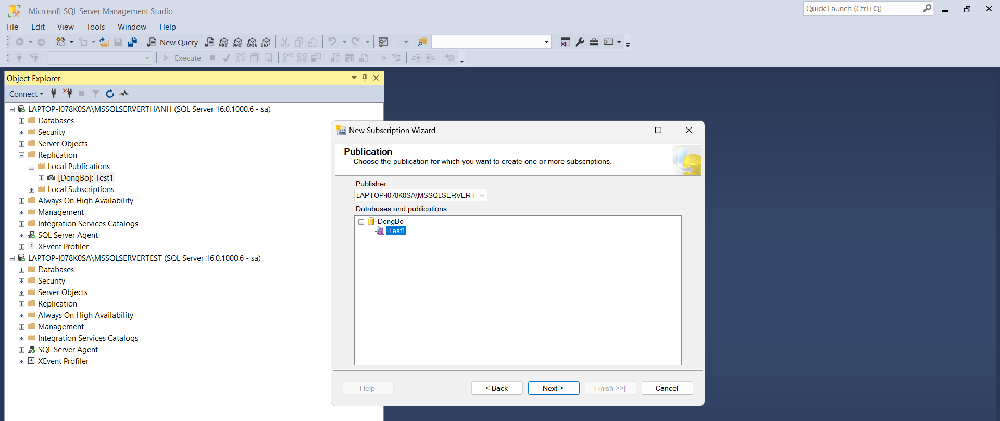 Microsoft SQL Server Management Studio
Quick Launch (Ctrl+Q)
File Edit View Tools Window Help
New Query MDX DMX XMLA DAX
Execute
Object Explorer
Connect
LAPTOP-I078K0SA\MSSQLSERVERTHANH (SQL Server 16.0.1000.6 - sa)
Databases
Security
Server Objects
Replication
Local Publications
[DongBo]: Test1
Local Subscriptions
Always On High Availability
Management
Integration Services Catalogs
SQL Server Agent
XEvent Profiler
LAPTOP-I078K0SA\MSSQLSERVERTEST (SQL Server 16.0.1000.6 - sa)
Databases
Security
Server Objects
Replication
Always On High Availability
Management
Integration Services Catalogs
SQL Server Agent
XEvent Profiler
New Subscription Wizard
Publication
Choose the publication for which you want to create one or more subscriptions.
Publisher:
LAPTOP-I078K0SA\MSSQLSERVERT
Databases and publications:
DongBo
Test1
Help < Back Next > Finish >>| Cancel